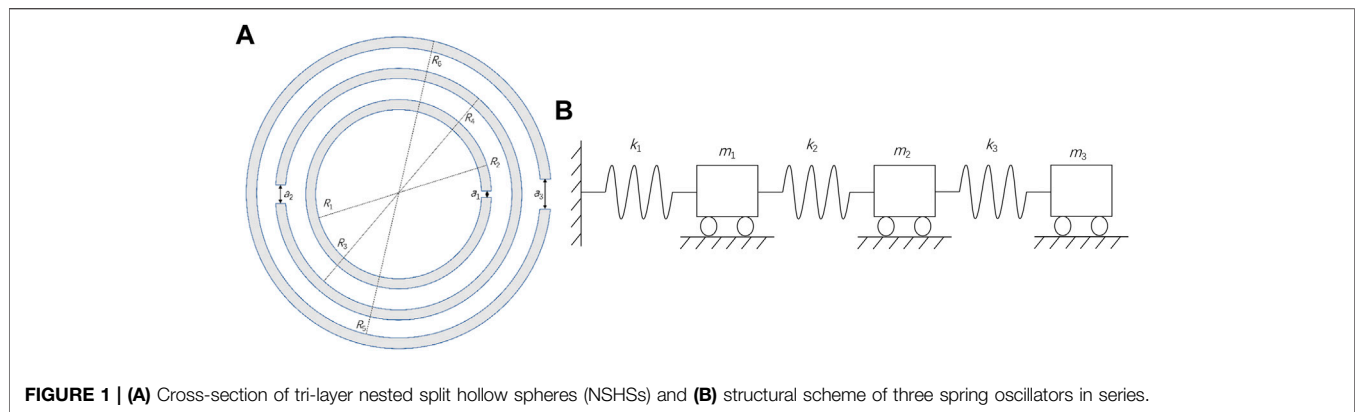 A
R₆
R₄
R₂
a₂
a₁
a₃
R₁
R₃
R₅
B
k₁
m₁
k₂
m₂
k₃
m₃
FIGURE 1 | (A) Cross-section of tri-layer nested split hollow spheres (NSHSs) and (B) structural scheme of three spring oscillators in series.